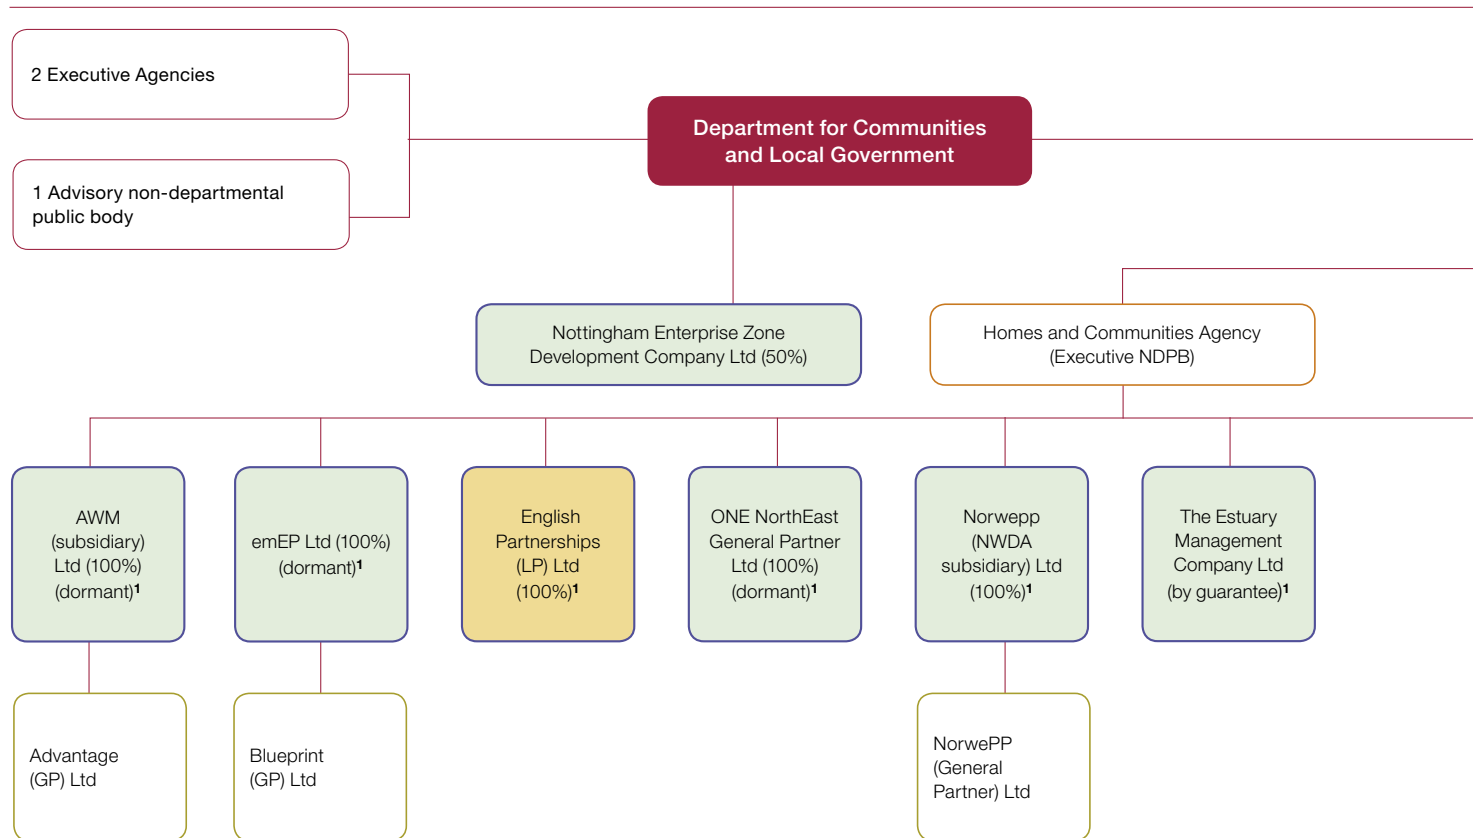 2 Executive Agencies
Department for Communities
and Local Government
1 Advisory non-departmental
public body
Nottingham Enterprise Zone
Development Company Ltd (50%)
Homes and Communities Agency
(Executive NDPB)
AWM
(subsidiary)
Ltd (100%)
(dormant)1
emEP Ltd (100%)
(dormant)1
English
Partnerships
(LP) Ltd
(100%)1
ONE NorthEast
General Partner
Ltd (100%)
(dormant)1
Norwepp
(NWDA
subsidiary) Ltd
(100%)1
The Estuary
Management
Company Ltd
(by guarantee)1
Advantage
(GP) Ltd
Blueprint
(GP) Ltd
NorwePP
(General
Partner) Ltd